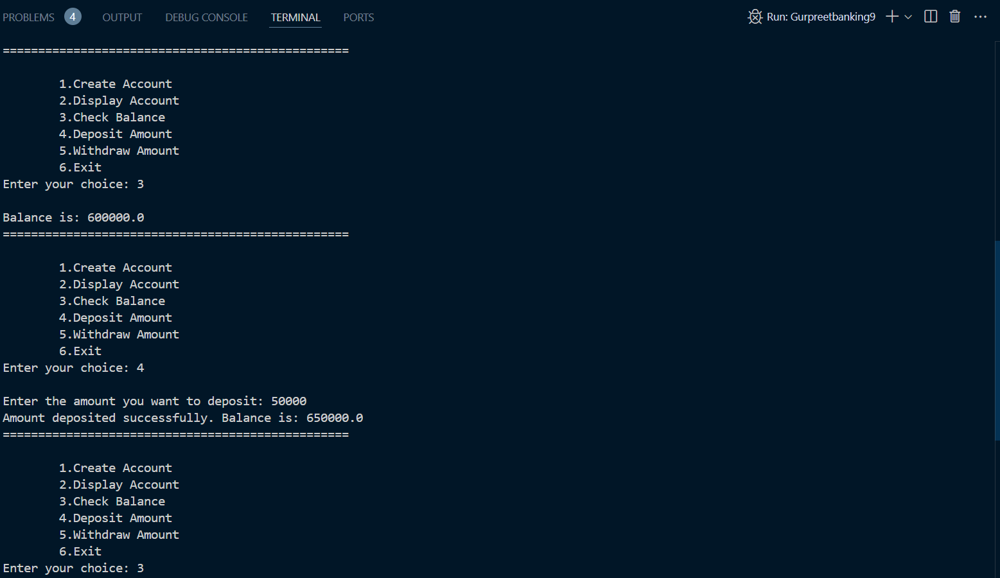 PROBLEMS 4 OUTPUT DEBUG CONSOLE TERMINAL PORTS Run: Gurpreetbanking9
=================================================
1.Create Account
2.Display Account
3.Check Balance
4.Deposit Amount
5.Withdraw Amount
6.Exit
Enter your choice: 3
Balance is: 600000.0
=================================================
1.Create Account
2.Display Account
3.Check Balance
4.Deposit Amount
5.Withdraw Amount
6.Exit
Enter your choice: 4
Enter the amount you want to deposit: 50000
Amount deposited successfully. Balance is: 650000.0
=================================================
1.Create Account
2.Display Account
3.Check Balance
4.Deposit Amount
5.Withdraw Amount
6.Exit
Enter your choice: 3